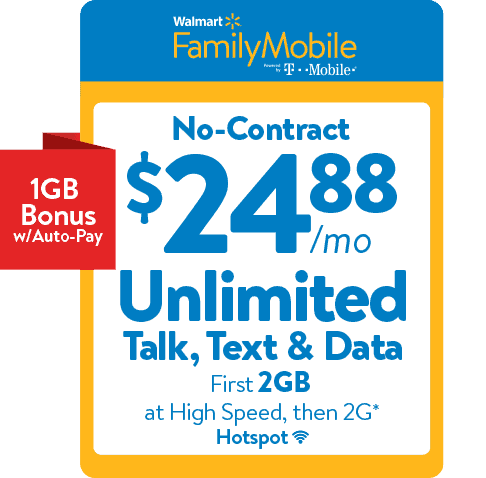 Walmart
FamilyMobile
Powered by T··Mobile·
No-Contract
$24.88/mo
1GB
Bonus
w/Auto-Pay
Unlimited
Talk, Text & Data
First 2GB
at High Speed, then 2G*
Hotspot